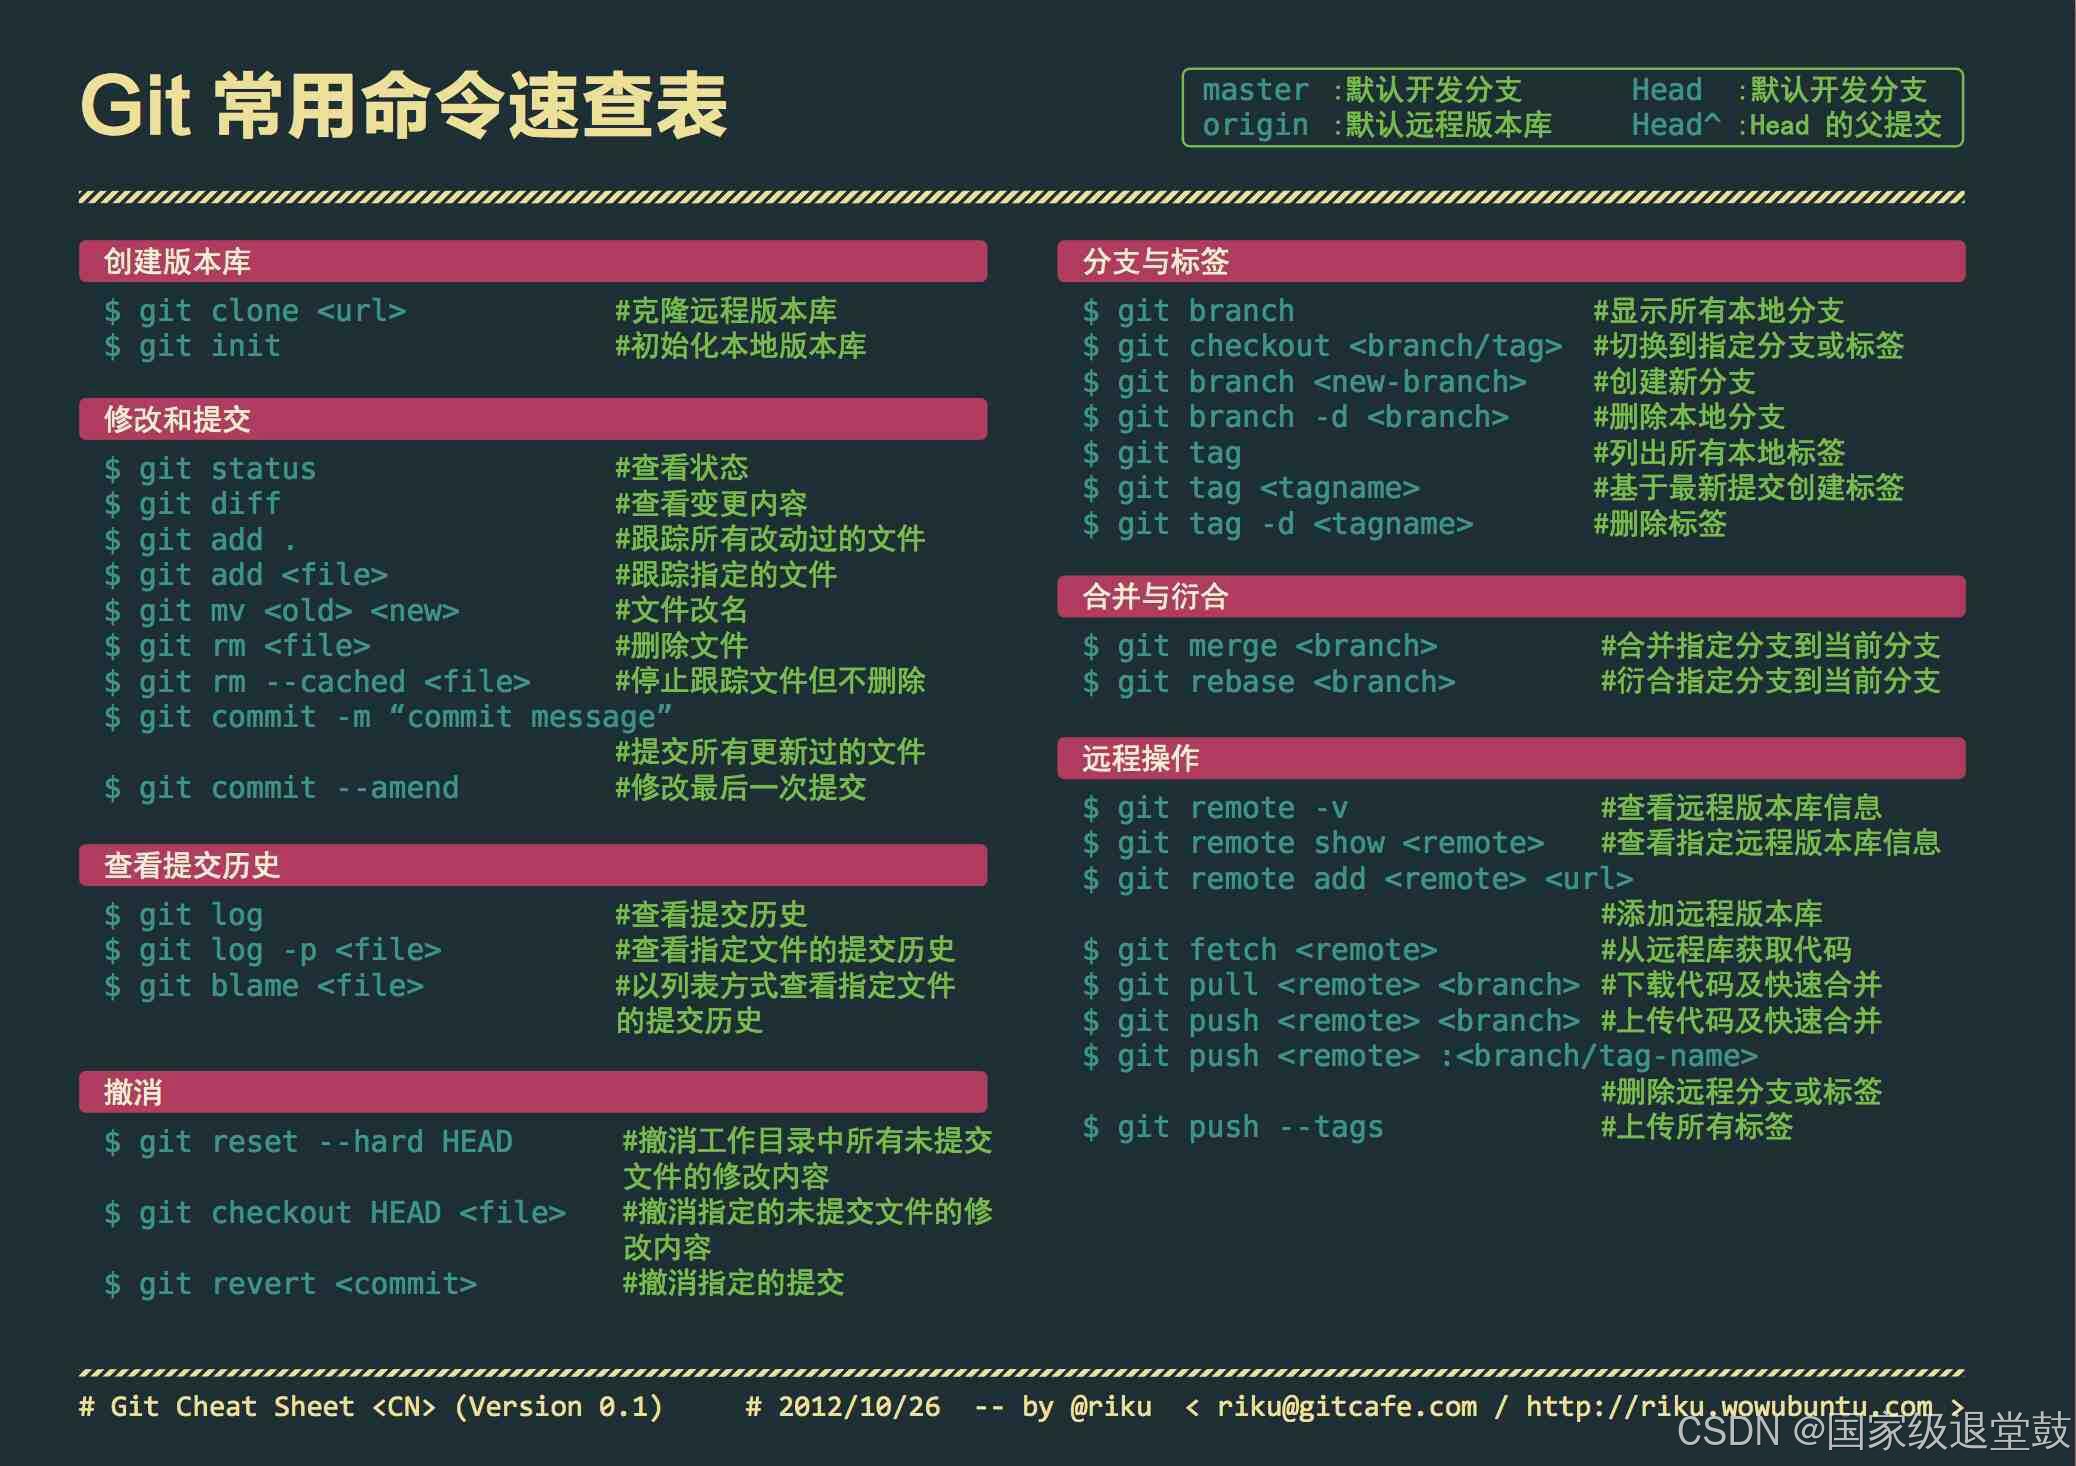 Git 常用命令速查表
master :默认开发分支 Head :默认开发分支
origin :默认远程版本库 Head^ :Head 的父提交
创建版本库
$ git clone <url> #克隆远程版本库
$ git init #初始化本地版本库
修改和提交
$ git status #查看状态
$ git diff #查看变更内容
$ git add . #跟踪所有改动过的文件
$ git add <file> #跟踪指定的文件
$ git mv <old> <new> #文件改名
$ git rm <file> #删除文件
$ git rm --cached <file> #停止跟踪文件但不删除
$ git commit -m “commit message”
#提交所有更新过的文件
$ git commit --amend #修改最后一次提交
查看提交历史
$ git log #查看提交历史
$ git log -p <file> #查看指定文件的提交历史
$ git blame <file> #以列表方式查看指定文件
的提交历史
撤消
$ git reset --hard HEAD #撤消工作目录中所有未提交
文件的修改内容
$ git checkout HEAD <file> #撤消指定的未提交文件的修
改内容
$ git revert <commit> #撤消指定的提交
分支与标签
$ git branch #显示所有本地分支
$ git checkout <branch/tag> #切换到指定分支或标签
$ git branch <new-branch> #创建新分支
$ git branch -d <branch> #删除本地分支
$ git tag #列出所有本地标签
$ git tag <tagname> #基于最新提交创建标签
$ git tag -d <tagname> #删除标签
合并与衍合
$ git merge <branch> #合并指定分支到当前分支
$ git rebase <branch> #衍合指定分支到当前分支
远程操作
$ git remote -v #查看远程版本库信息
$ git remote show <remote> #查看指定远程版本库信息
$ git remote add <remote> <url>
#添加远程版本库
$ git fetch <remote> #从远程库获取代码
$ git pull <remote> <branch> #下载代码及快速合并
$ git push <remote> <branch> #上传代码及快速合并
$ git push <remote> :<branch/tag-name>
#删除远程分支或标签
$ git push --tags #上传所有标签
# Git Cheat Sheet <CN> (Version 0.1) # 2012/10/26 -- by @riku < riku@gitcafe.com / http://riku.wowubuntu.com >
CSDN @国家级退堂鼓